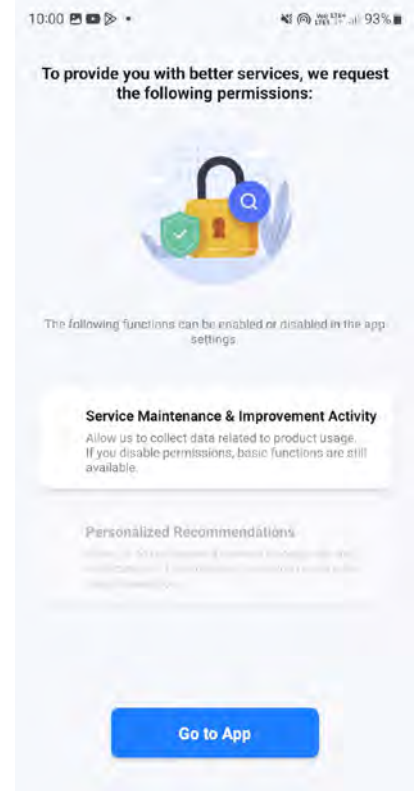 10:00
93%
To provide you with better services, we request
the following permissions:
The following functions can be enabled or disabled in the app
settings
Service Maintenance & Improvement Activity
Allow us to collect data related to product usage.
If you disable permissions, basic functions are still
available.
Personalized Recommendations
Go to App